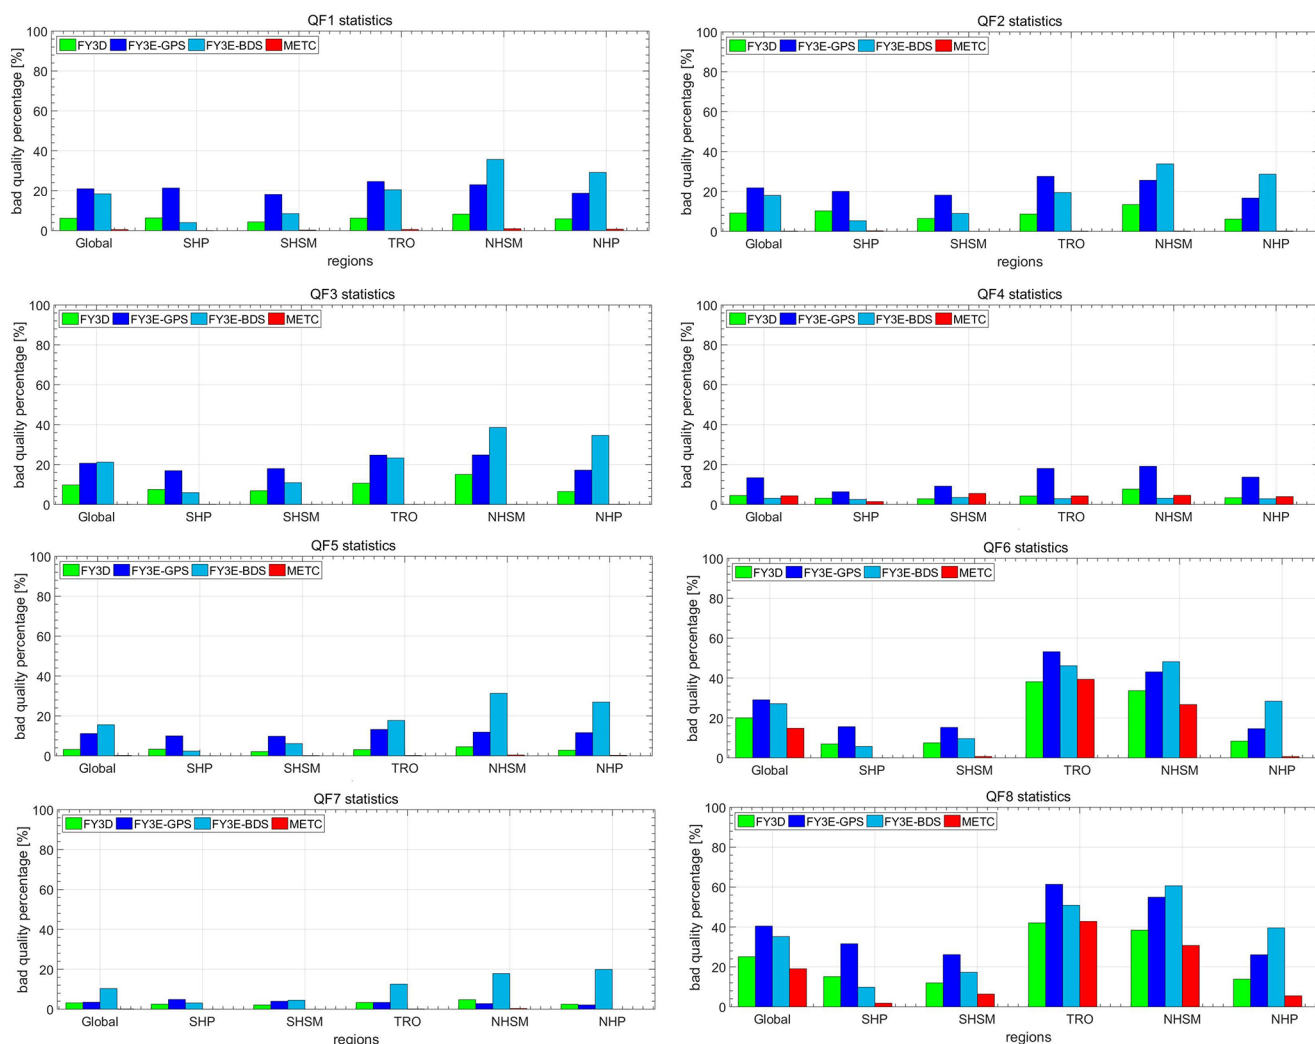 QF1 statistics
bad quality percentage [%]
100
80
60
40
20
0
FY3D FY3E-GPS FY3E-BDS METC
Global SHP SHSM TRO NHSM NHP
regions
QF2 statistics
bad quality percentage [%]
100
80
60
40
20
0
FY3D FY3E-GPS FY3E-BDS METC
Global SHP SHSM TRO NHSM NHP
regions
QF3 statistics
bad quality percentage [%]
100
80
60
40
20
0
FY3D FY3E-GPS FY3E-BDS METC
Global SHP SHSM TRO NHSM NHP
QF4 statistics
bad quality percentage [%]
100
80
60
40
20
0
FY3D FY3E-GPS FY3E-BDS METC
Global SHP SHSM TRO NHSM NHP
QF5 statistics
bad quality percentage [%]
100
80
60
40
20
0
FY3D FY3E-GPS FY3E-BDS METC
Global SHP SHSM TRO NHSM NHP
QF6 statistics
bad quality percentage [%]
100
80
60
40
20
0
FY3D FY3E-GPS FY3E-BDS METC
Global SHP SHSM TRO NHSM NHP
QF7 statistics
bad quality percentage [%]
100
80
60
40
20
0
FY3D FY3E-GPS FY3E-BDS METC
Global SHP SHSM TRO NHSM NHP
regions
QF8 statistics
bad quality percentage [%]
100
80
60
40
20
0
FY3D FY3E-GPS FY3E-BDS METC
Global SHP SHSM TRO NHSM NHP
regions